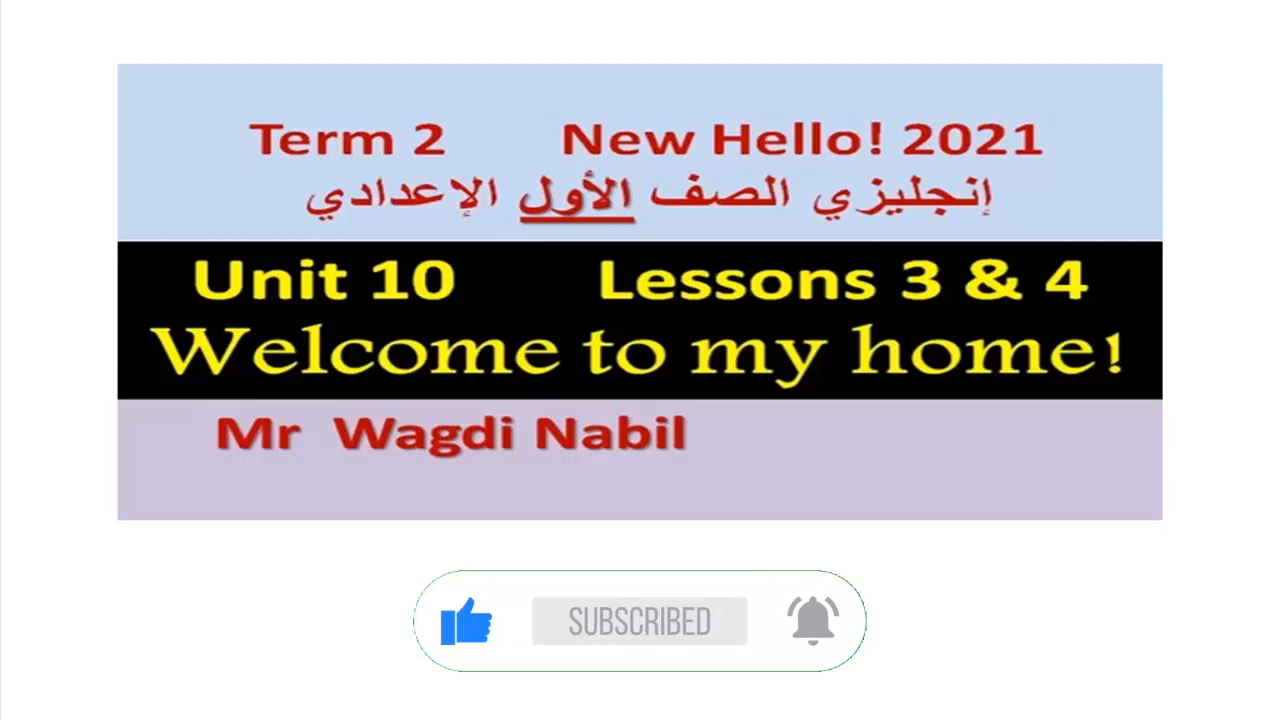 Term 2 New Hello! 2021
إنجليزي الصف الأول الإعدادي
Unit 10 Lessons 3 & 4
Welcome to my home!
Mr Wagdi Nabil
SUBSCRIBED